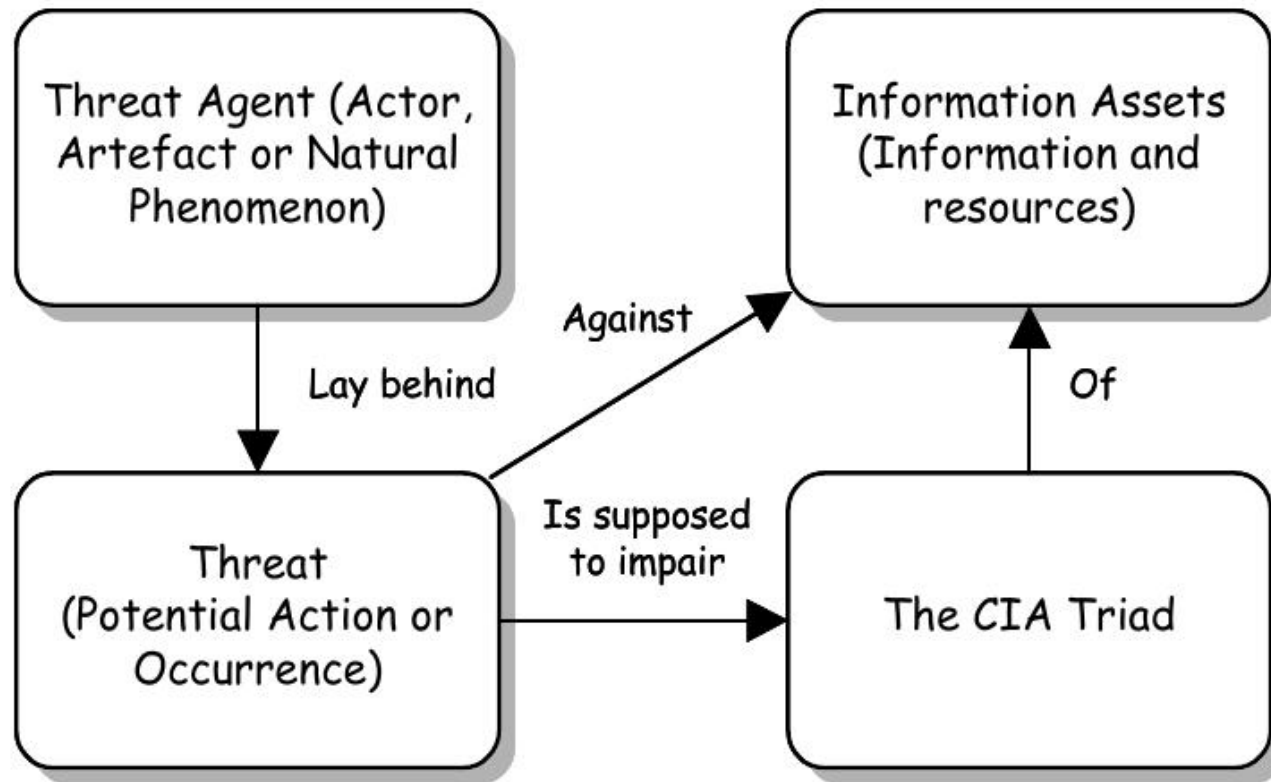 Threat Agent (Actor,
Artefact or Natural
Phenomenon)
Information Assets
(Information and
resources)
Against
Lay behind
Of
Is supposed
to impair
Threat
(Potential Action or
Occurrence)
The CIA Triad